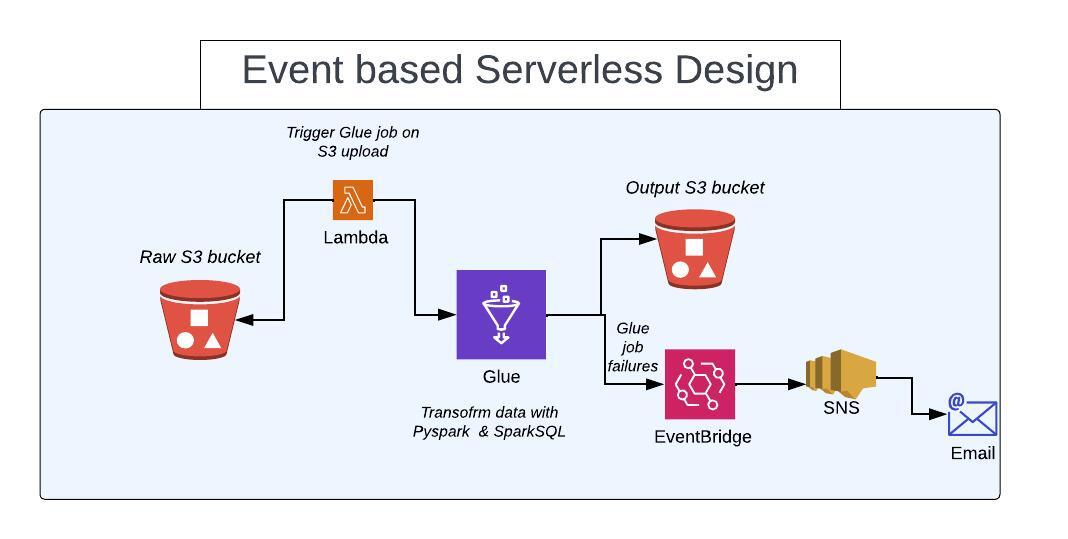 Event based Serverless Design
Trigger Glue job on
S3 upload
Lambda
Raw S3 bucket
Output S3 bucket
Glue
job
failures
Glue
Transofrm data with
Pyspark & SparkSQL
EventBridge
SNS
@
Email